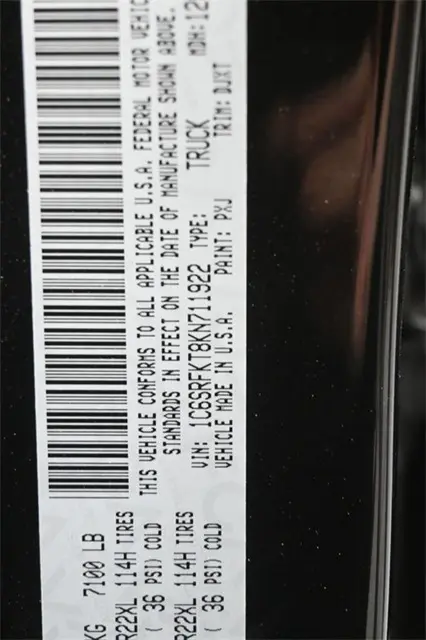 KG 7100 LB
R22XL 114H TIRES
( 36 PSI) COLD
R22XL 114H TIRES
( 36 PSI) COLD
THIS VEHICLE CONFORMS TO ALL APPLICABLE U.S.A. FEDERAL MOTOR VEHIC
STANDARDS IN EFFECT ON THE DATE OF MANUFACTURE SHOWN ABOVE.
VIN: 1C6SRFKT8KN711922 TYPE: TRUCK MDH:12
VEHICLE MADE IN U.S.A. PAINT: PXJ TRIM: DJXT